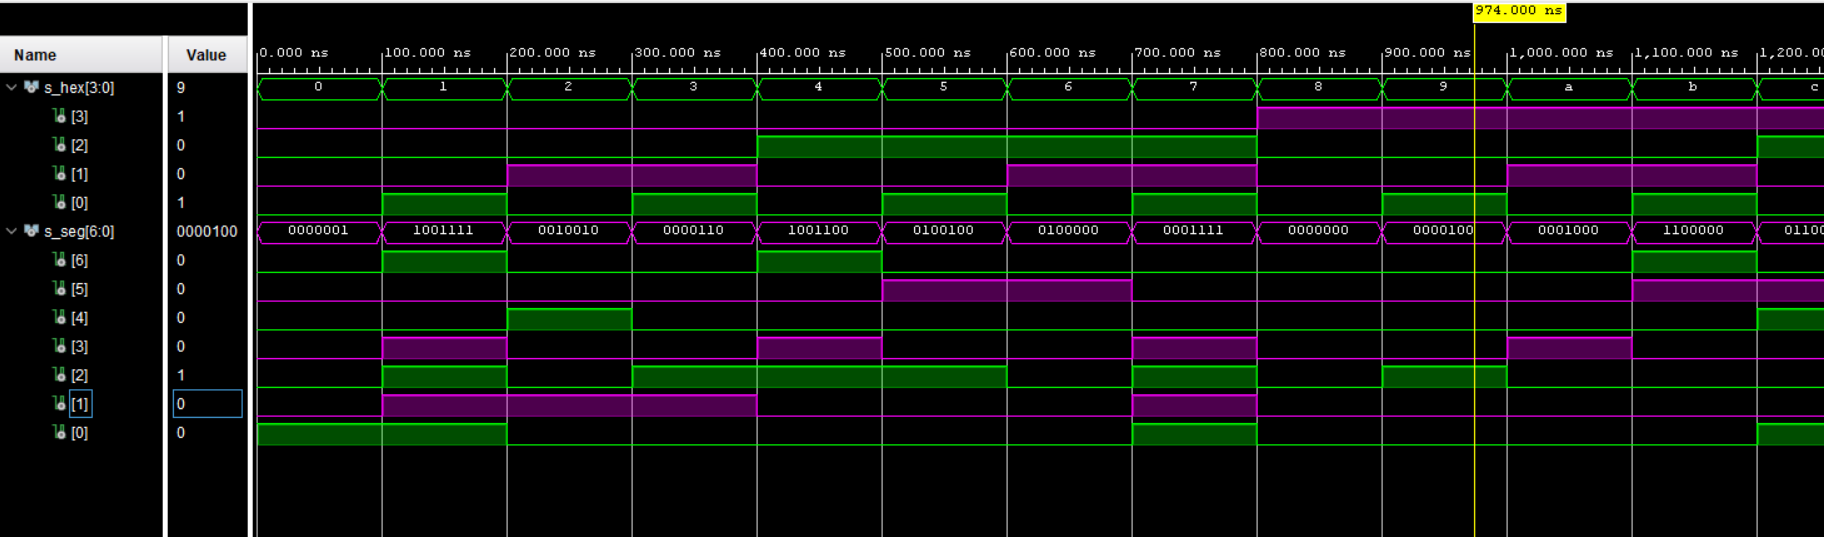 974.000 ns
Name Value
0.000 ns 100.000 ns 200.000 ns 300.000 ns 400.000 ns 500.000 ns 600.000 ns 700.000 ns 800.000 ns 900.000 ns 1,000.000 ns 1,100.000 ns 1,200.00
s_hex[3:0] 9 0 1 2 3 4 5 6 7 8 9 a b c
[3] 1
[2] 0
[1] 0
[0] 1
s_seg[6:0] 0000100 0000001 1001111 0010010 0000110 1001100 0100100 0100000 0001111 0000000 0000100 0001000 1100000 01100
[6] 0
[5] 0
[4] 0
[3] 0
[2] 1
[1] 0
[0] 0